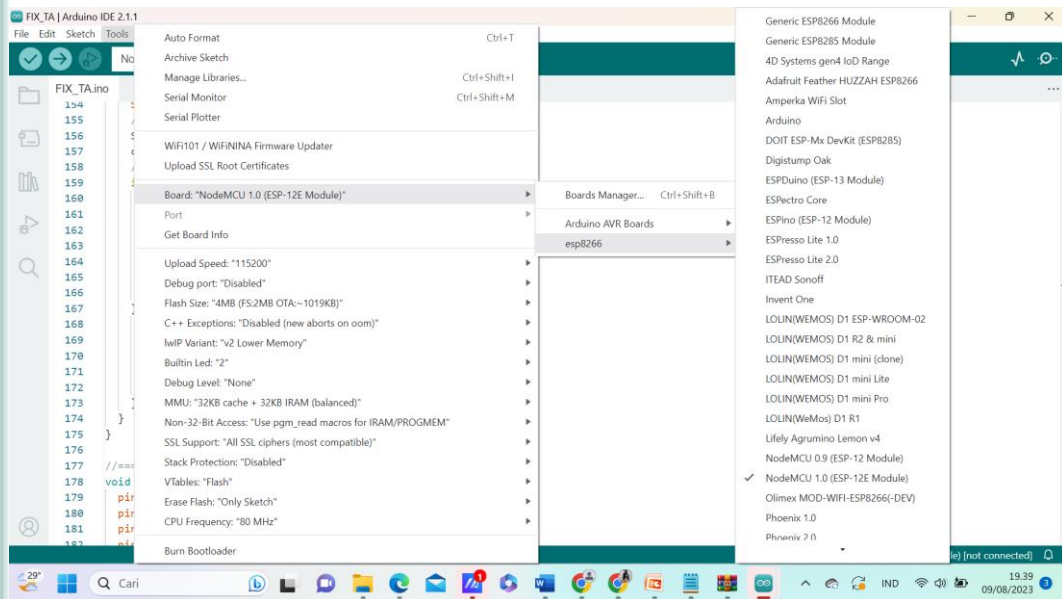 FIX_TA | Arduino IDE 2.1.1
File Edit Sketch Tools
No
FIX_TA.ino
154
155 //
156
157
158 //
159
160
161
162
163
164
165
166
167 }
168
169
170
171
172
173 }
174 }
175 }
176
177 //===
178 void
179 pin
180 pin
181 pin
182 pin
Auto Format Ctrl+T
Archive Sketch
Manage Libraries... Ctrl+Shift+I
Serial Monitor Ctrl+Shift+M
Serial Plotter
WiFi101 / WiFiNINA Firmware Updater
Upload SSL Root Certificates
Board: "NodeMCU 1.0 (ESP-12E Module)"
Port
Get Board Info
Upload Speed: "115200"
Debug port: "Disabled"
Flash Size: "4MB (FS:2MB OTA:~1019KB)"
C++ Exceptions: "Disabled (new aborts on oom)"
lwIP Variant: "v2 Lower Memory"
Builtin Led: "2"
Debug Level: "None"
MMU: "32KB cache + 32KB IRAM (balanced)"
Non-32-Bit Access: "Use pgm_read macros for IRAM/PROGMEM"
SSL Support: "All SSL ciphers (most compatible)"
Stack Protection: "Disabled"
VTables: "Flash"
Erase Flash: "Only Sketch"
CPU Frequency: "80 MHz"
Burn Bootloader
Boards Manager... Ctrl+Shift+B
Arduino AVR Boards
esp8266
Generic ESP8266 Module
Generic ESP8285 Module
4D Systems gen4 IoD Range
Adafruit Feather HUZZAH ESP8266
Amperka WiFi Slot
Arduino
DOIT ESP-Mx DevKit (ESP8285)
Digistump Oak
ESPDuino (ESP-13 Module)
ESPectro Core
ESPino (ESP-12 Module)
ESPresso Lite 1.0
ESPresso Lite 2.0
ITEAD Sonoff
Invent One
LOLIN(WEMOS) D1 ESP-WROOM-02
LOLIN(WEMOS) D1 R2 & mini
LOLIN(WEMOS) D1 mini (clone)
LOLIN(WEMOS) D1 mini Lite
LOLIN(WEMOS) D1 mini Pro
LOLIN(WeMos) D1 R1
Lifely Agrumino Lemon v4
NodeMCU 0.9 (ESP-12 Module)
NodeMCU 1.0 (ESP-12E Module)
Olimex MOD-WIFI-ESP8266(-DEV)
Phoenix 1.0
Phoenix 2.0
le) [not connected]
29°
Cari
IND
19.39
09/08/2023
3